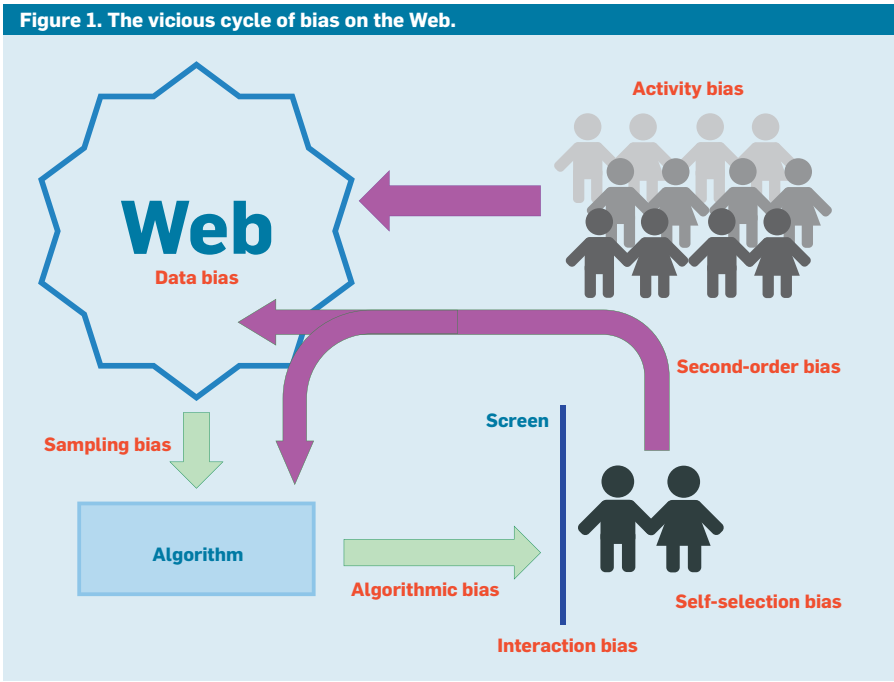 Figure 1. The vicious cycle of bias on the Web.
Activity bias
Web
Data bias
Second-order bias
Screen
Sampling bias
Algorithm
Algorithmic bias
Self-selection bias
Interaction bias